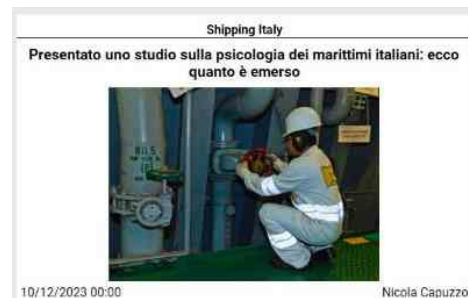 Shipping Italy
Presentato uno studio sulla psicologia dei marittimi italiani: ecco
quanto è emerso
10/12/2023 00:00
Nicola Capuzzo